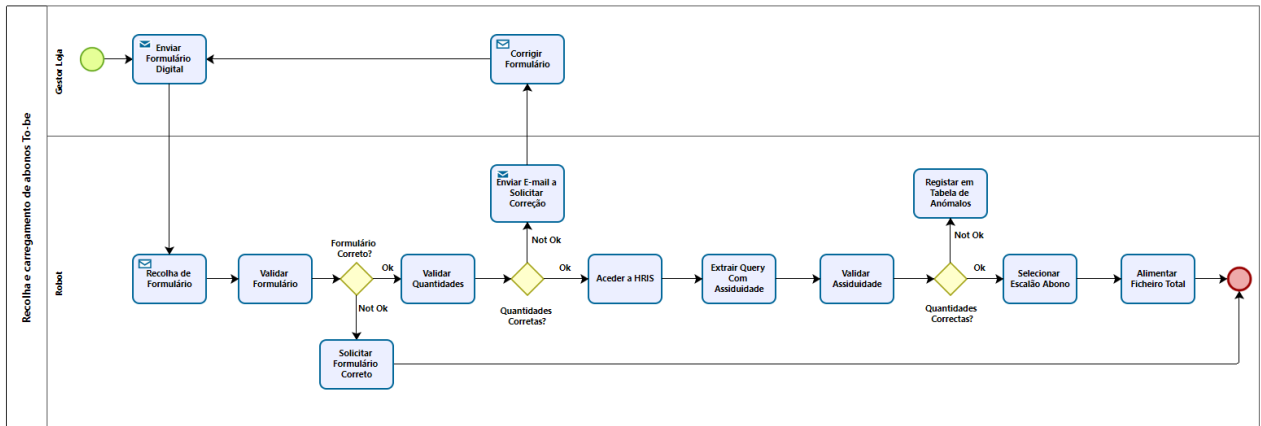 Recolha e carregamento de abonos To-be
Gestor Loja
Enviar
Formulário
Digital
Corrigir
Formulário
Robot
Enviar E-mail a
Solicitar
Correção
Registar em
Tabela de
Anómalos
Not Ok
Not Ok
Formulário
Correto?
Recolha de
Formulário
Validar
Formulário
Ok
Validar
Quantidades
Ok
Aceder a HRIS
Extrair Query
Com
Assiduidade
Validar
Assiduidade
Ok
Selecionar
Escalão Abono
Alimentar
Ficheiro Total
Not Ok
Quantidades
Corretas?
Quantidades
Correctas?
Solicitar
Formulário
Correto